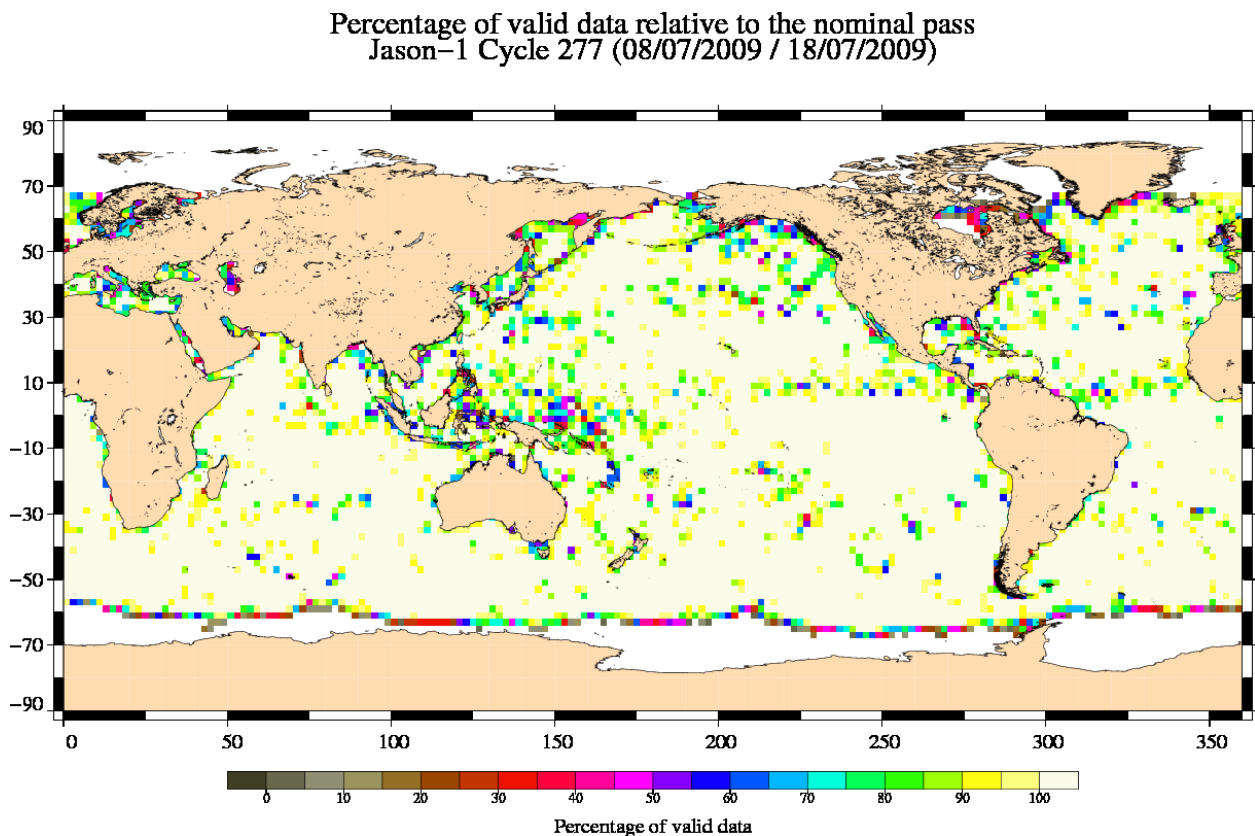 Percentage of valid data relative to the nominal pass
Jason−1 Cycle 277 (08/07/2009 / 18/07/2009)
90
70
50
30
10
−10
−30
−50
−70
−90
0 50 100 150 200 250 300 350
0 10 20 30 40 50 60 70 80 90 100
Percentage of valid data